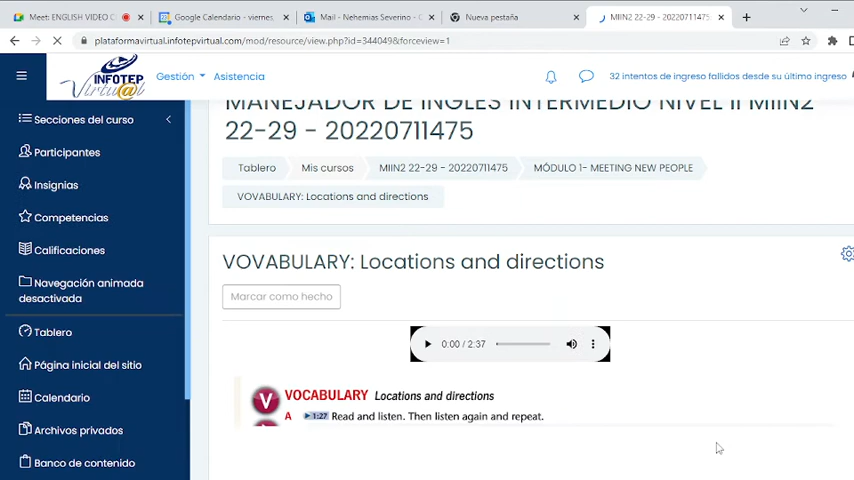 Meet: ENGLISH VIDEO C
Google Calendario - viernes,
Mail - Nehemias Severino -
Nueva pestaña
MIIN2 22-29 - 20220711475
plataformavirtual.infotepvirtual.com/mod/resource/view.php?id=344049&forceview=1
INFOTEP
Virtu@l
Gestión
Asistencia
32 intentos de ingreso fallidos desde su último ingreso
Secciones del curso
Participantes
Insignias
Competencias
Calificaciones
Navegación animada
desactivada
Tablero
Página inicial del sitio
Calendario
Archivos privados
Banco de contenido
MANEJADOR DE INGLES INTERMEDIO NIVEL II MIIN2
22-29 - 20220711475
Tablero
Mis cursos
MIIN2 22-29 - 20220711475
MÓDULO 1- MEETING NEW PEOPLE
VOVABULARY: Locations and directions
VOVABULARY: Locations and directions
Marcar como hecho
0:00 / 2:37
V VOCABULARY Locations and directions
A 1:27 Read and listen. Then listen again and repeat.